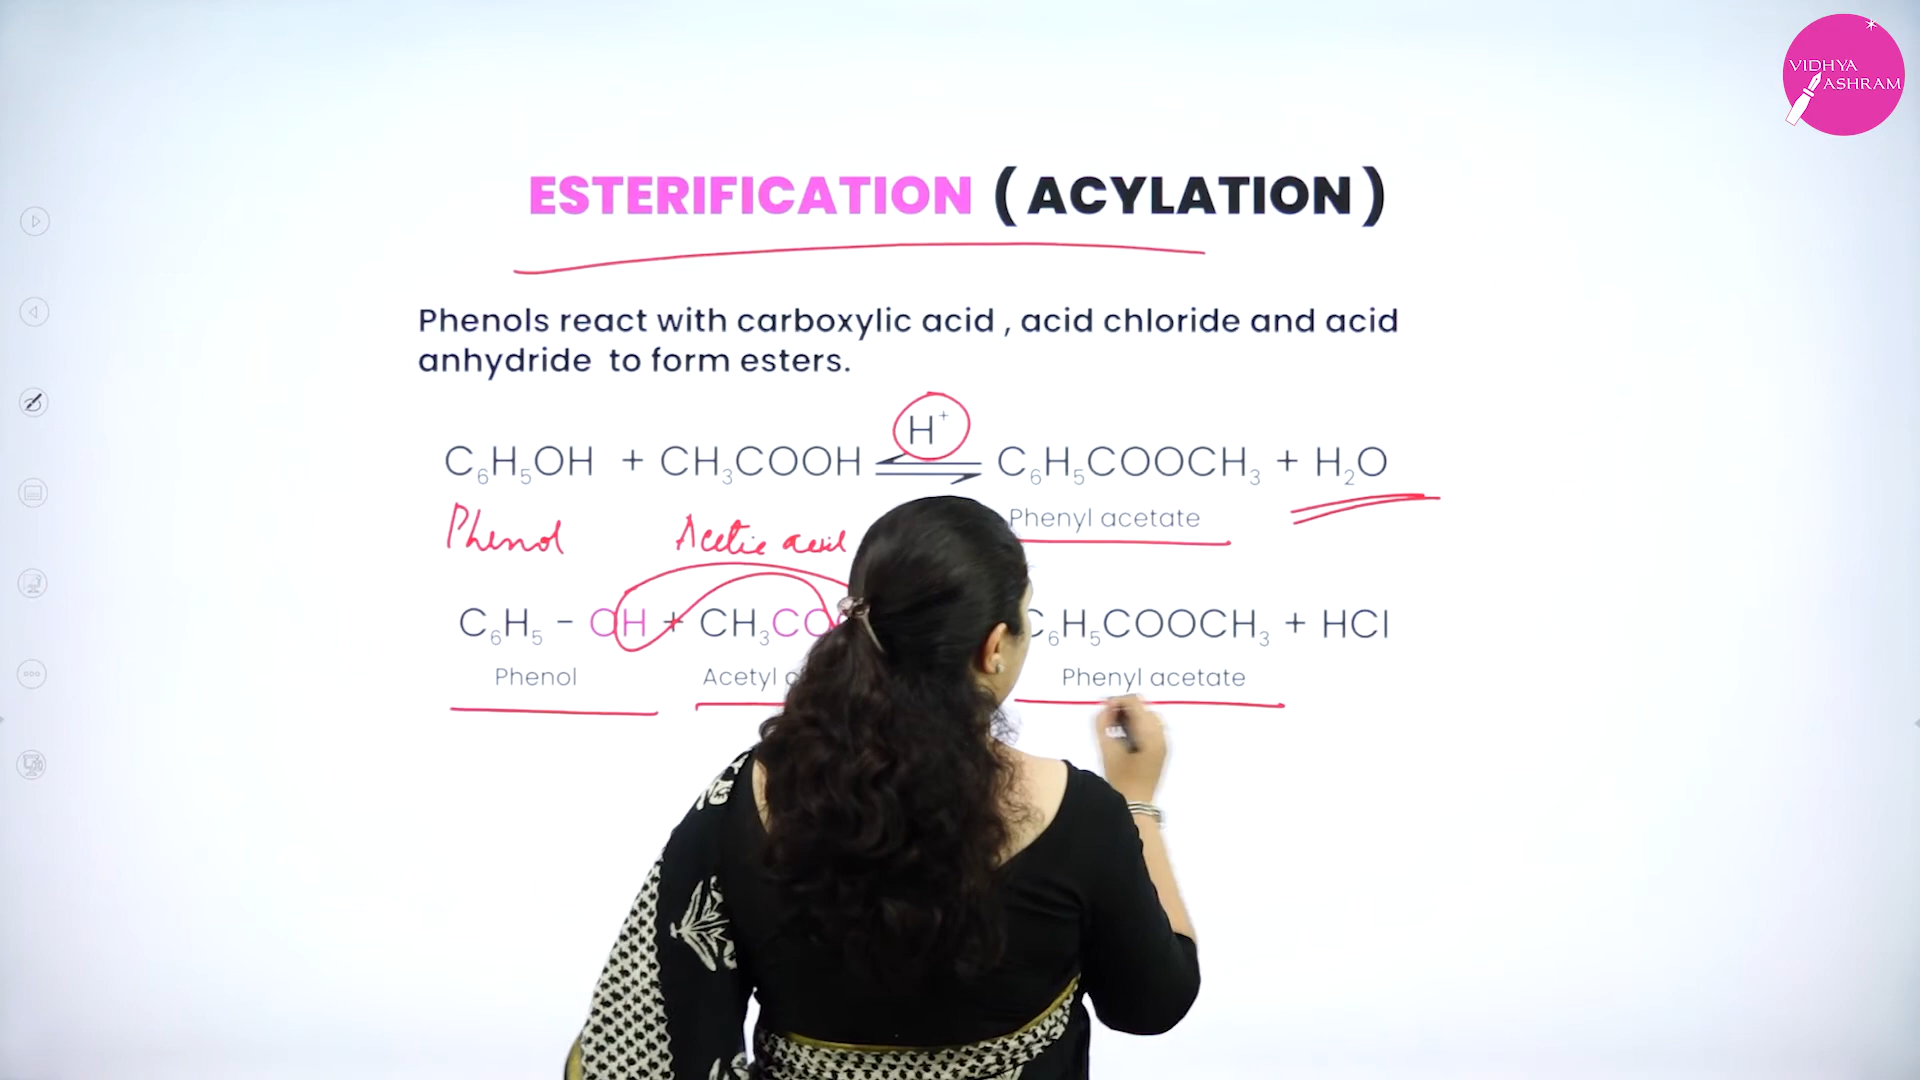 VIDHYA
ASHRAM
ESTERIFICATION (ACYLATION)
Phenols react with carboxylic acid , acid chloride and acid
anhydride to form esters.
H⁺
C₆H₅OH + CH₃COOH ⇌ C₆H₅COOCH₃ + H₂O
Phenyl acetate
Phenol Acetic acid
C₆H₅ – OH + CH₃CO C₆H₅COOCH₃ + HCl
Phenol Acetyl Phenyl acetate